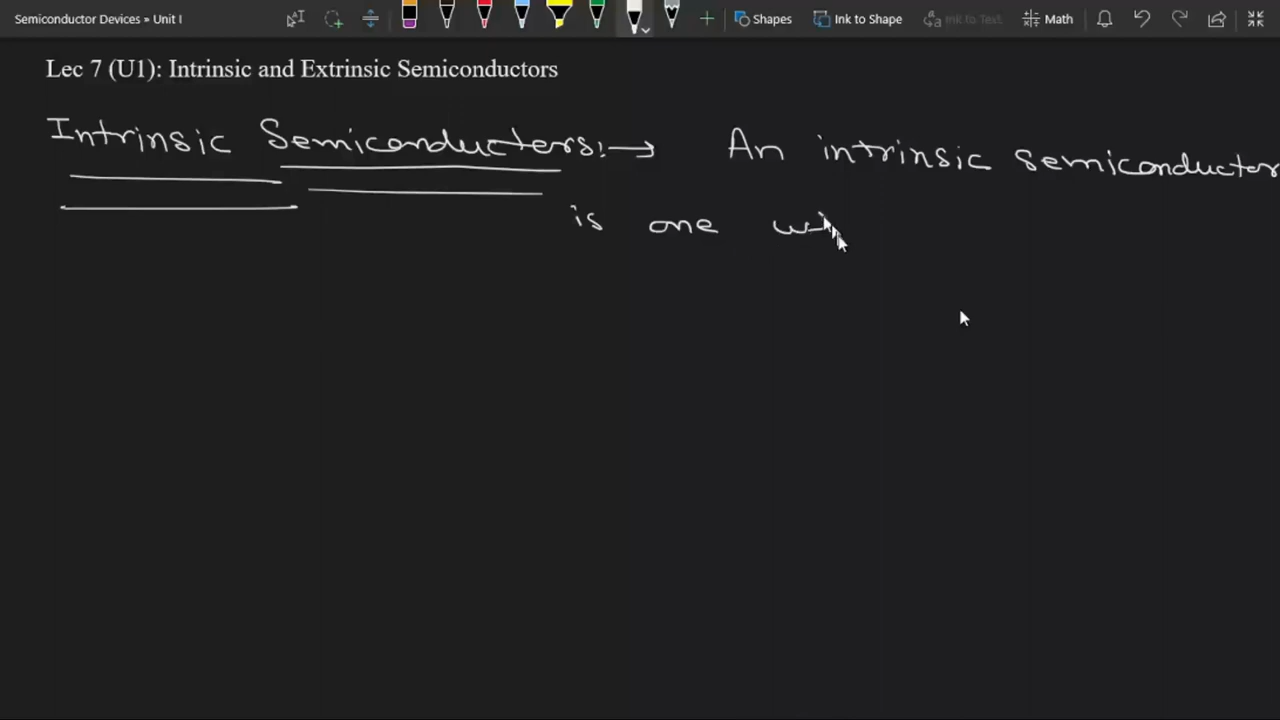 Semiconductor Devices » Unit I
Shapes
Ink to Shape
Ink to Text
Math
Lec 7 (U1): Intrinsic and Extrinsic Semiconductors
Intrinsic Semiconducters:→ An intrinsic semiconductor
is one